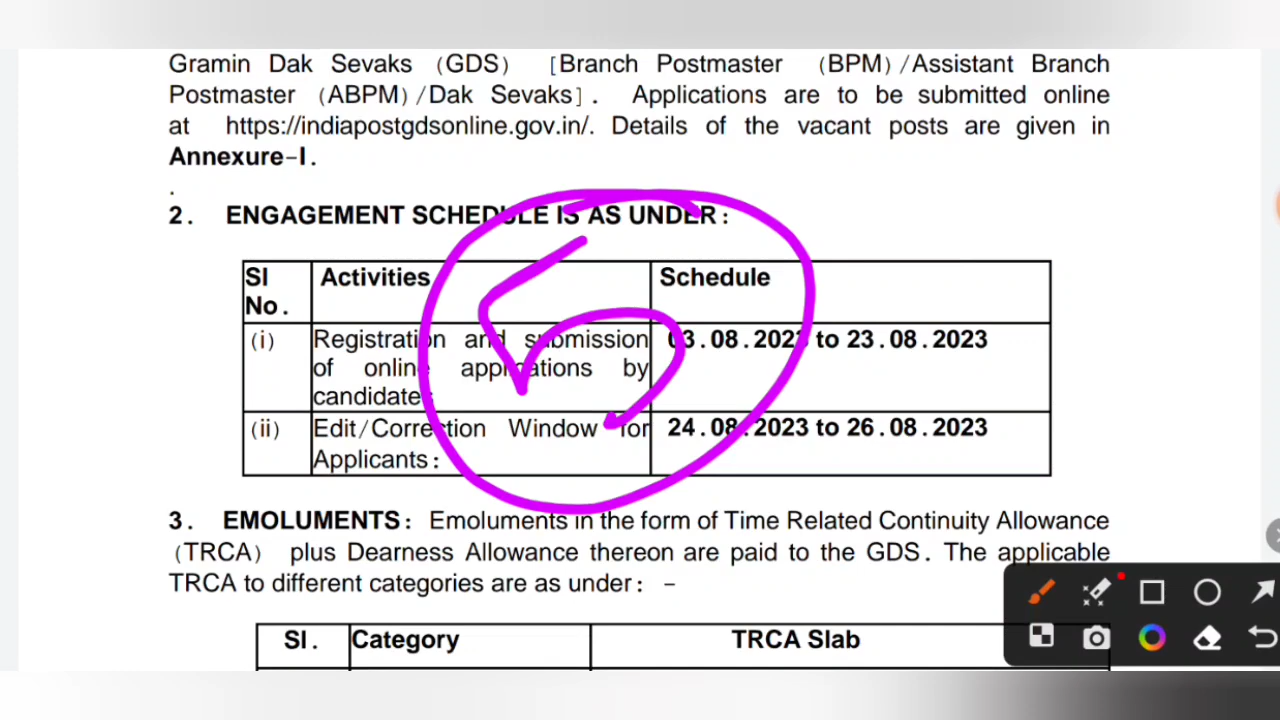 Gramin Dak Sevaks (GDS) [Branch Postmaster (BPM)/Assistant Branch
Postmaster (ABPM)/Dak Sevaks]. Applications are to be submitted online
at https://indiapostgdsonline.gov.in/. Details of the vacant posts are given in
Annexure-I.
.
2. ENGAGEMENT SCHEDULE IS AS UNDER:
Sl No. Activities Schedule
(i) Registration and submission of online applications by candidates 03.08.2023 to 23.08.2023
(ii) Edit/Correction Window for Applicants: 24.08.2023 to 26.08.2023
5
3. EMOLUMENTS: Emoluments in the form of Time Related Continuity Allowance
(TRCA) plus Dearness Allowance thereon are paid to the GDS. The applicable
TRCA to different categories are as under: -
Sl. Category TRCA Slab